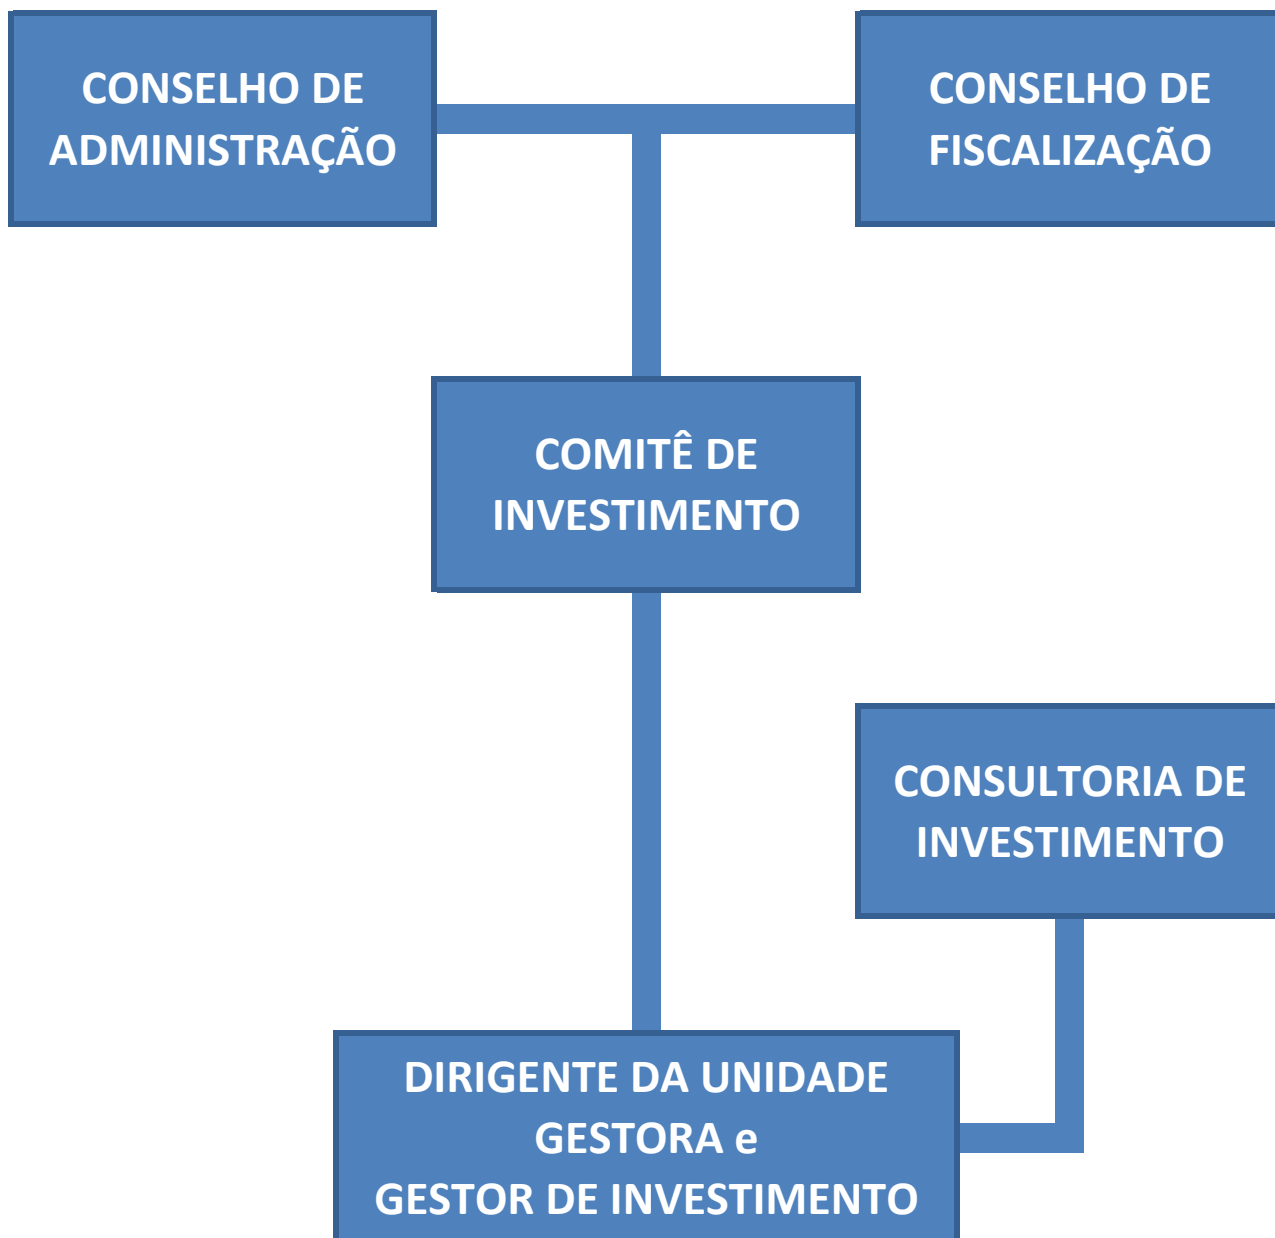 CONSELHO DE
ADMINISTRAÇÃO
CONSELHO DE
FISCALIZAÇÃO
COMITÊ DE
INVESTIMENTO
CONSULTORIA DE
INVESTIMENTO
DIRIGENTE DA UNIDADE
GESTORA e
GESTOR DE INVESTIMENTO